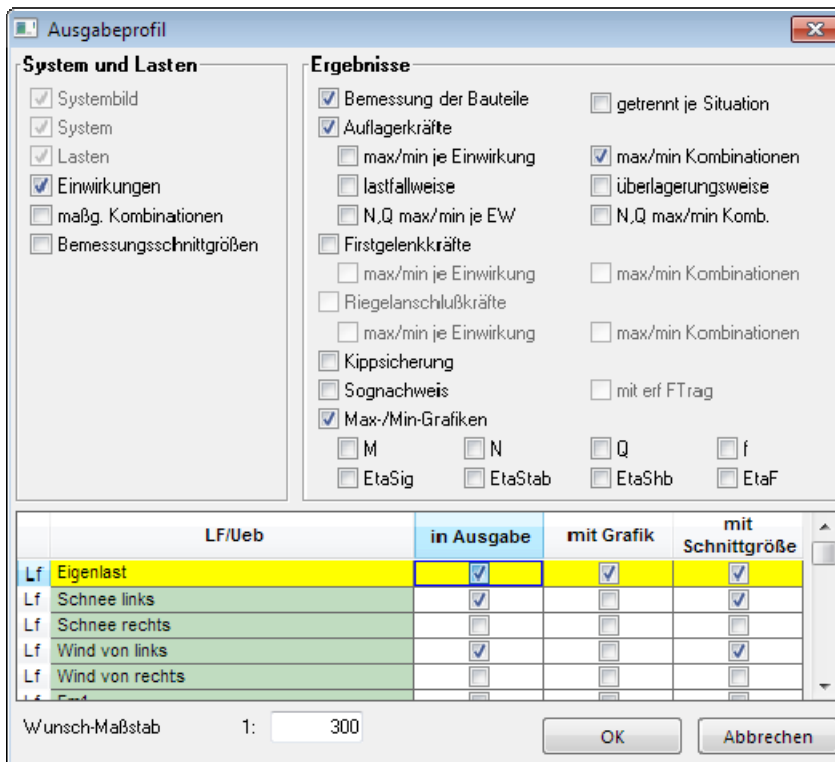 Ausgabeprofil
System und Lasten
Systembild
System
Lasten
Einwirkungen
maßg. Kombinationen
Bemessungsschnittgrößen
Ergebnisse
Bemessung der Bauteile
getrennt je Situation
Auflagerkräfte
max/min je Einwirkung
max/min Kombinationen
lastfallweise
überlagerungsweise
N,Q max/min je EW
N,Q max/min Komb.
Firstgelenkkräfte
max/min je Einwirkung
max/min Kombinationen
Riegelanschlußkräfte
max/min je Einwirkung
max/min Kombinationen
Kippsicherung
Sognachweis
mit erf FTrag
Max-/Min-Grafiken
M N Q f
EtaSig EtaStab EtaShb EtaF
LF/Ueb in Ausgabe mit Grafik mit Schnittgröße
Lf Eigenlast
Lf Schnee links
Lf Schnee rechts
Lf Wind von links
Lf Wind von rechts
Wunsch-Maßstab 1: 300
OK
Abbrechen